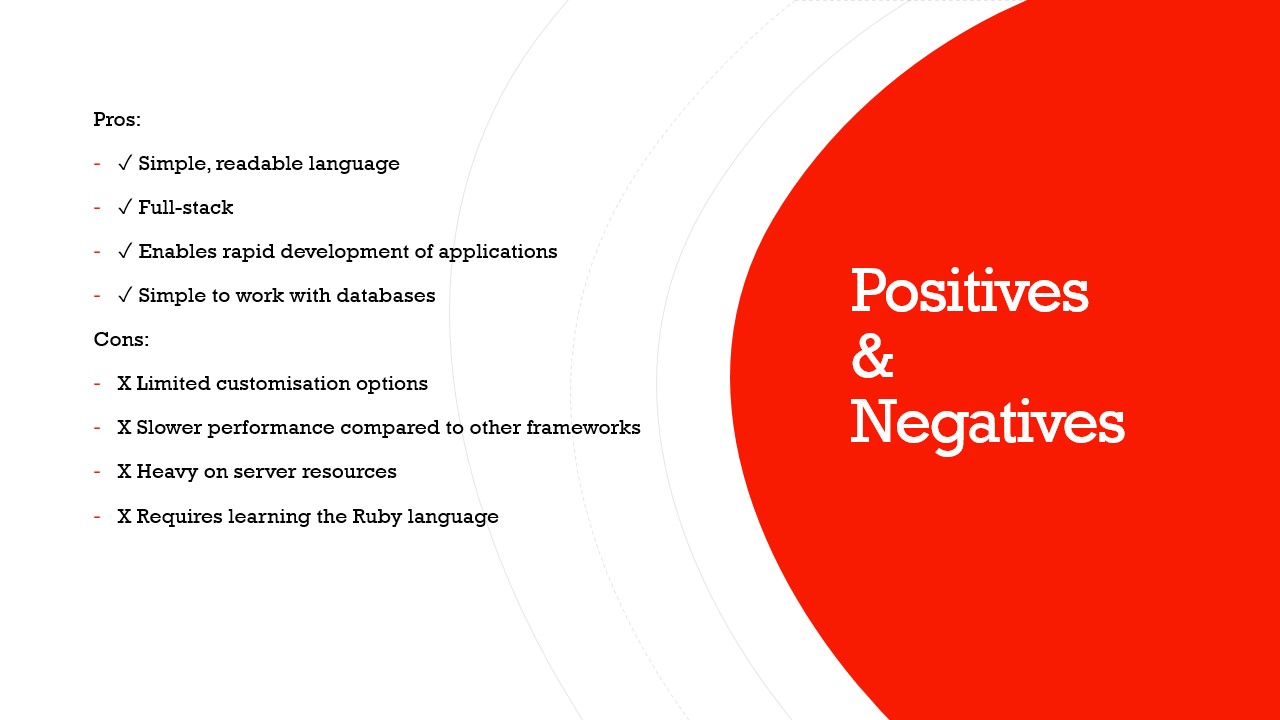 Pros:
- ✓ Simple, readable language
- ✓ Full-stack
- ✓ Enables rapid development of applications
- ✓ Simple to work with databases
Cons:
- X Limited customisation options
- X Slower performance compared to other frameworks
- X Heavy on server resources
- X Requires learning the Ruby language
Positives
&
Negatives